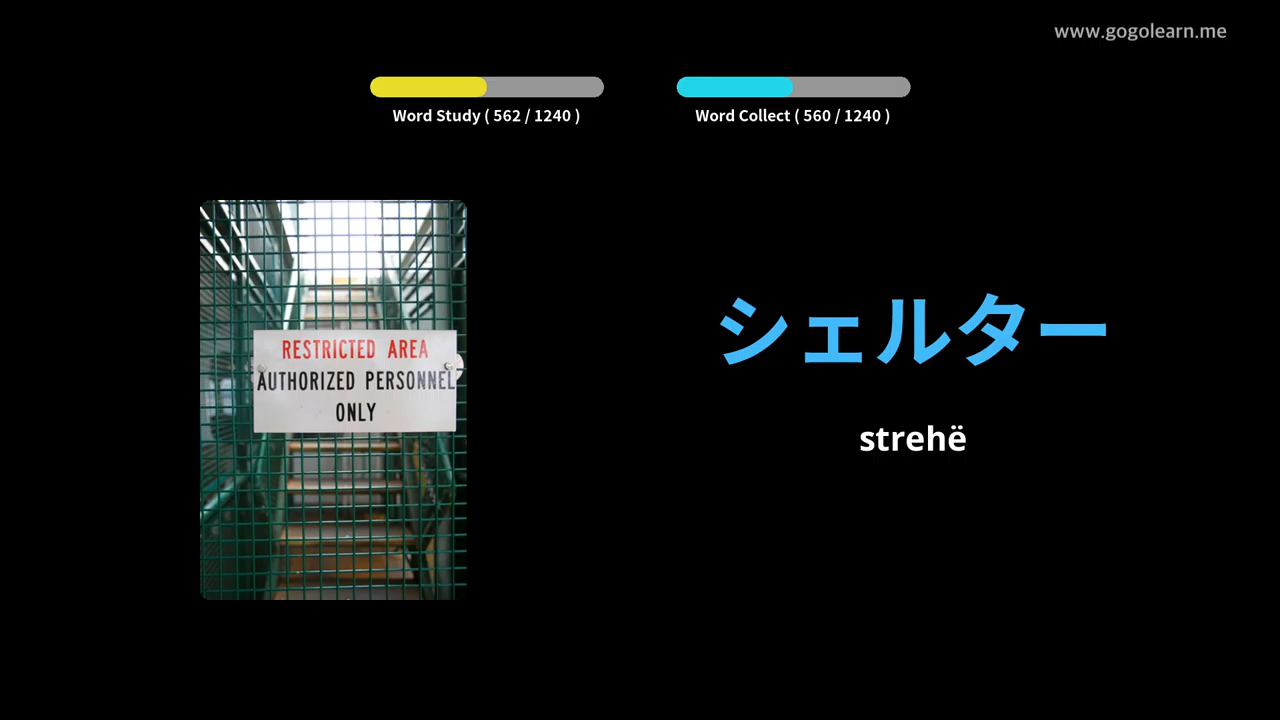 www.gogolearn.me
Word Study ( 562 / 1240 )
Word Collect ( 560 / 1240 )
RESTRICTED AREA
AUTHORIZED PERSONNEL
ONLY
シェルター
strehë